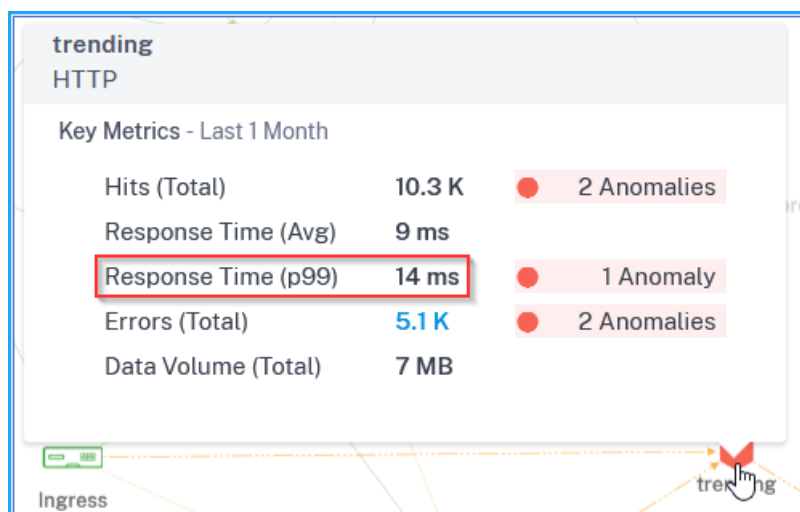 trending
HTTP
Key Metrics - Last 1 Month
Hits (Total) 10.3 K 2 Anomalies
Response Time (Avg) 9 ms
Response Time (p99) 14 ms 1 Anomaly
Errors (Total) 5.1 K 2 Anomalies
Data Volume (Total) 7 MB
Ingress